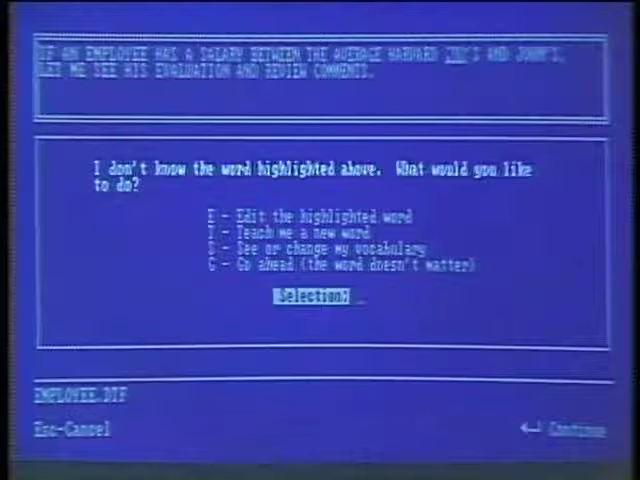 IF AN EMPLOYEE HAS A SALARY BETWEEN THE AVERAGE HARVARD MBA'S AND JOHN'S,
LET ME SEE HIS EVALUATION AND REVIEW COMMENTS.
I don't know the word highlighted above. What would you like
to do?
E - Edit the highlighted word
T - Teach me a new word
S - See or change my vocabulary
G - Go ahead (the word doesn't matter)
Selection:
EMPLOYEE.DTF
Esc-Cancel
Continue